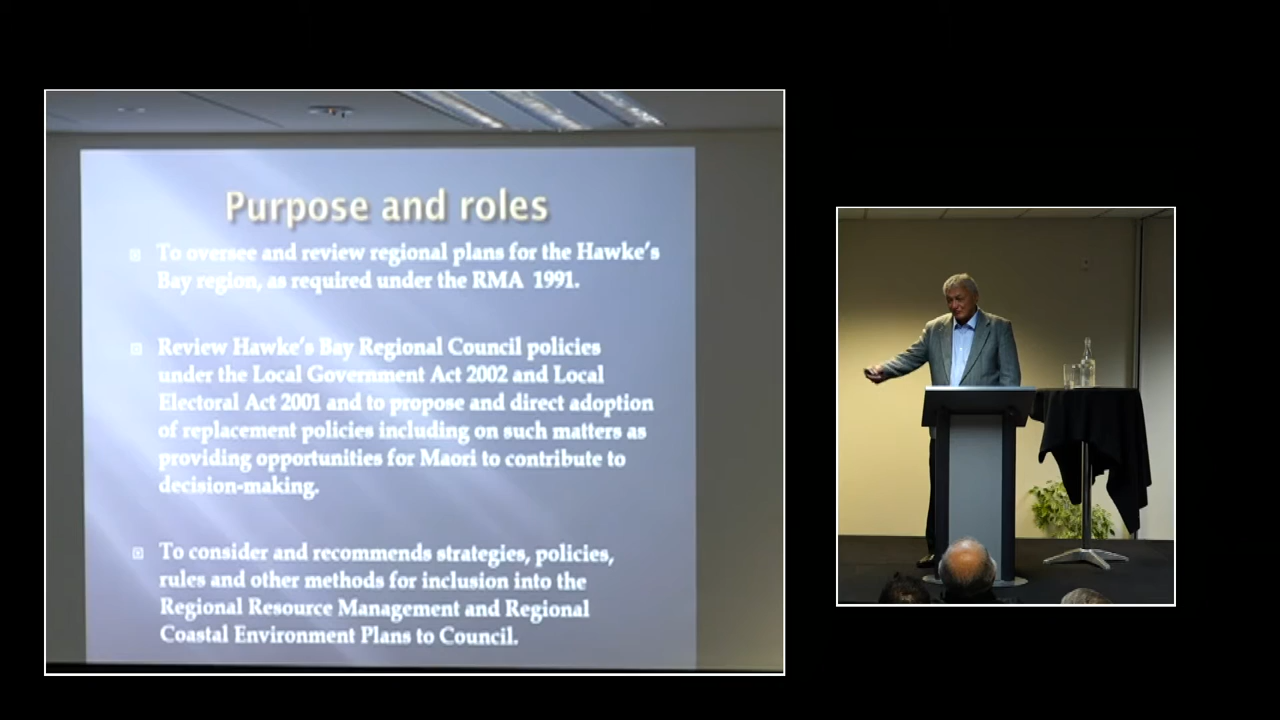 Purpose and roles
To oversee and review regional plans for the Hawke's
Bay region, as required under the RMA 1991.
Review Hawke's Bay Regional Council policies
under the Local Government Act 2002 and Local
Electoral Act 2001 and to propose and direct adoption
of replacement policies including on such matters as
providing opportunities for Maori to contribute to
decision-making.
To consider and recommends strategies, policies,
rules and other methods for inclusion into the
Regional Resource Management and Regional
Coastal Environment Plans to Council.